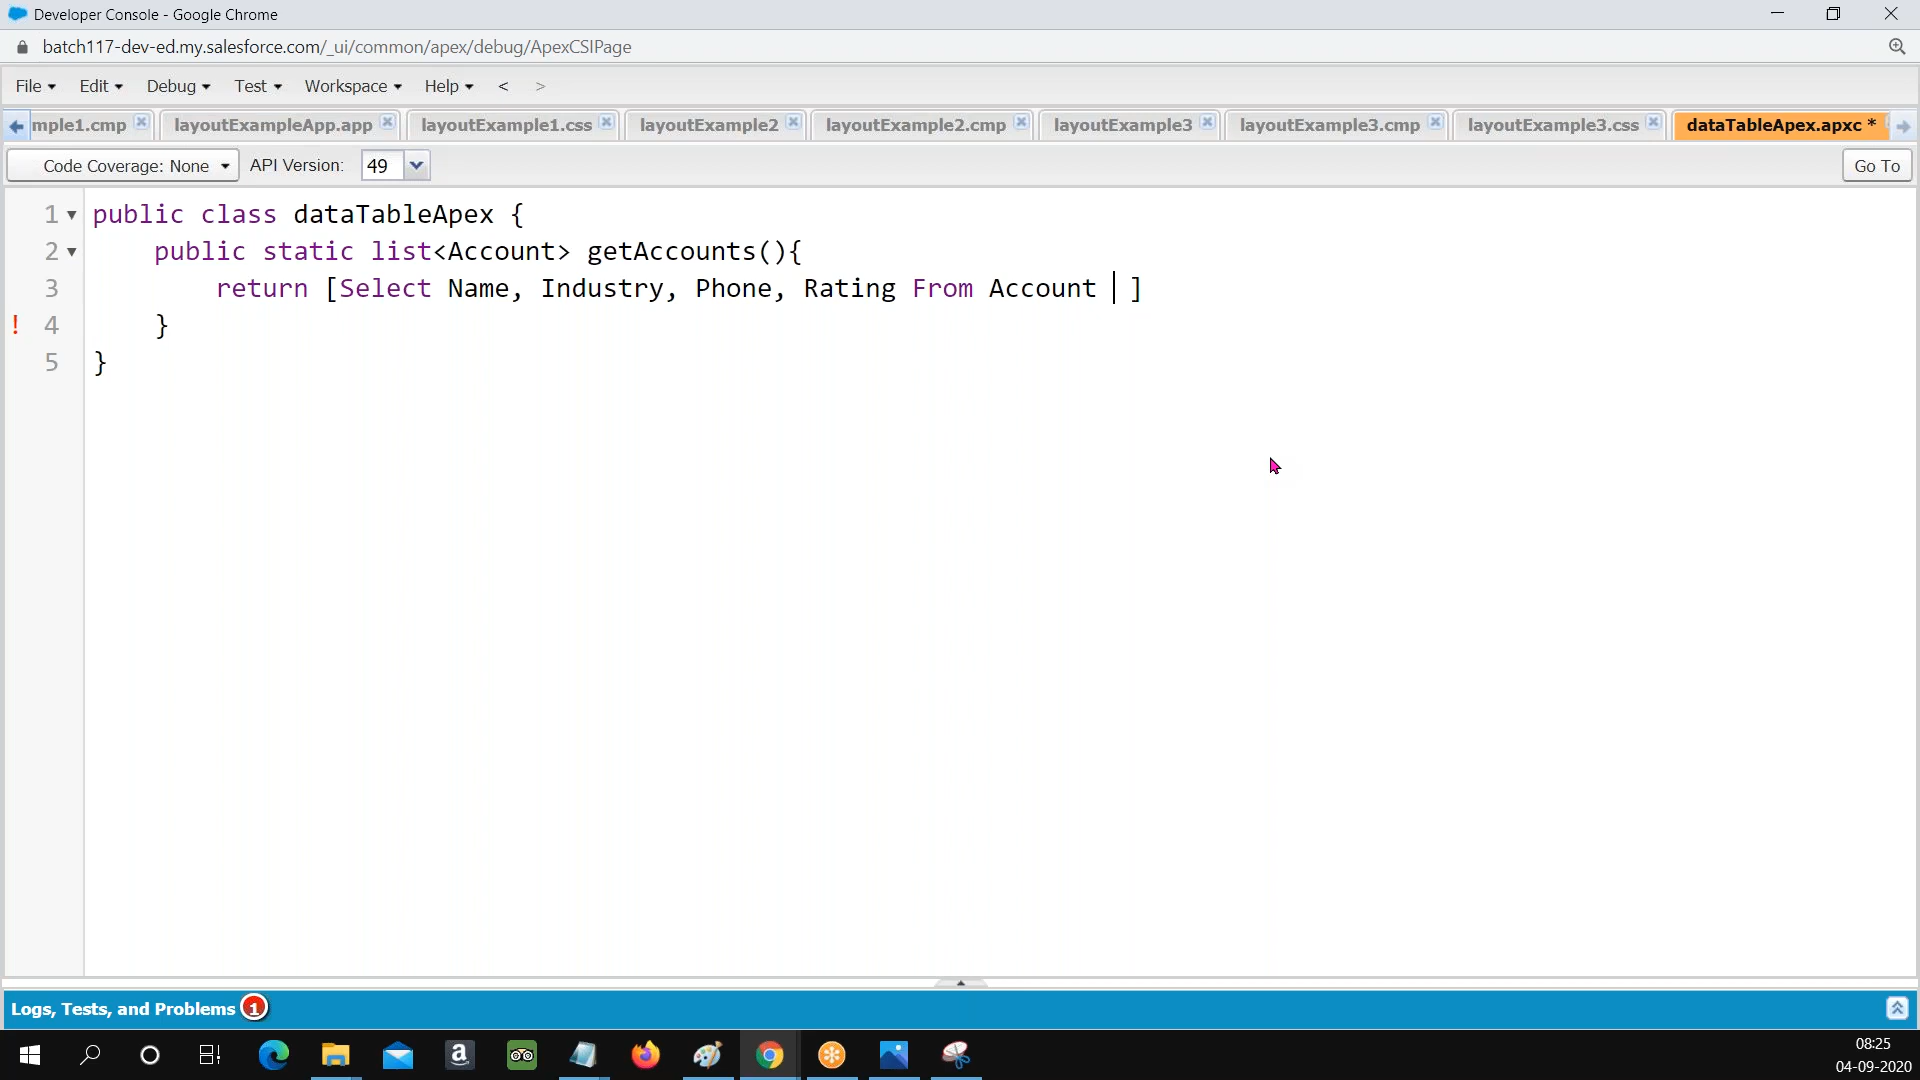 Developer Console - Google Chrome
batch117-dev-ed.my.salesforce.com/_ui/common/apex/debug/ApexCSIPage
File Edit Debug Test Workspace Help < >
mple1.cmp layoutExampleApp.app layoutExample1.css layoutExample2 layoutExample2.cmp layoutExample3 layoutExample3.cmp layoutExample3.css dataTableApex.apxc *
Code Coverage: None API Version: 49 Go To
1 public class dataTableApex {
2 public static list<Account> getAccounts(){
3 return [Select Name, Industry, Phone, Rating From Account ]
! 4 }
5 }
Logs, Tests, and Problems 1
08:25
04-09-2020